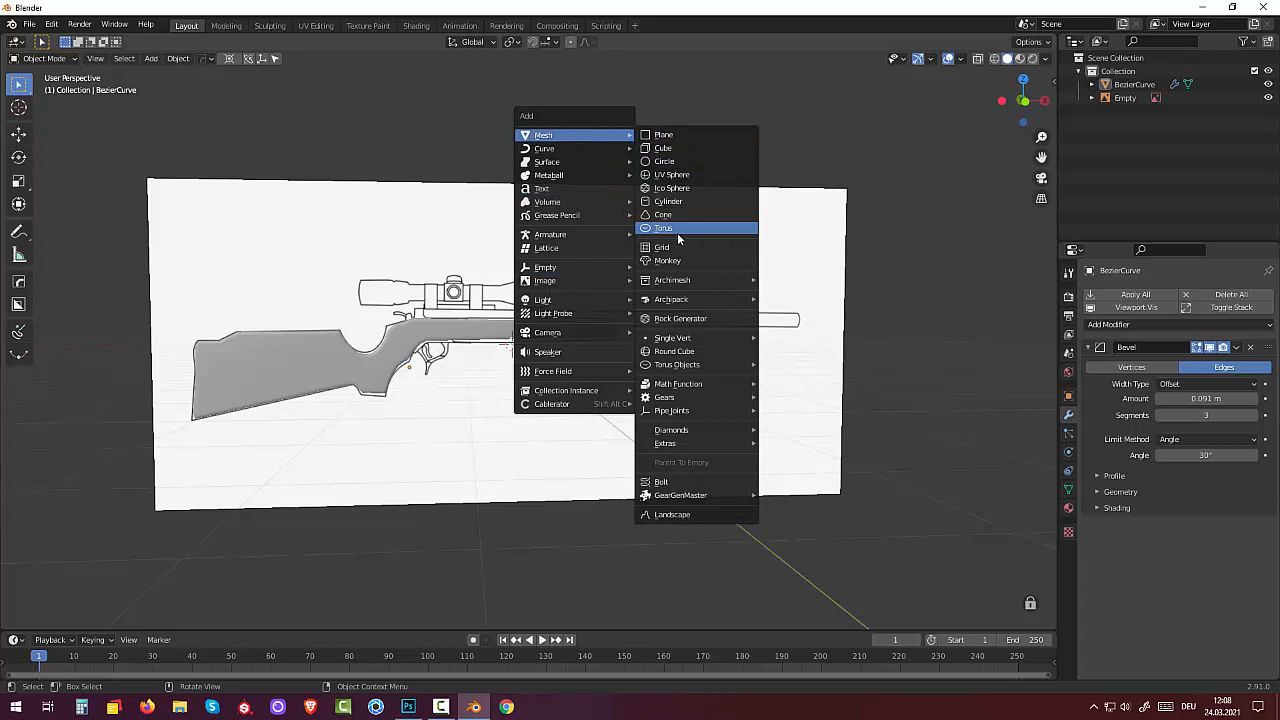 Blender
File Edit Render Window Help Layout Modeling Sculpting UV Editing Texture Paint Shading Animation Rendering Compositing Scripting + Scene View Layer
Global Options
Object Mode View Select Add Object
User Perspective
(1) Collection | BezierCurve
Z
X
Add
Mesh
Curve
Surface
Metaball
Text
Volume
Grease Pencil
Armature
Lattice
Empty
Image
Light
Light Probe
Camera
Speaker
Force Field
Collection Instance
Cablerator Shift Alt C
Plane
Cube
Circle
UV Sphere
Ico Sphere
Cylinder
Cone
Torus
Grid
Monkey
Archimesh
Archipack
Rock Generator
Single Vert
Round Cube
Torus Objects
Math Function
Gears
Pipe Joints
Diamonds
Extras
Parent To Empty
Bolt
GearGenMaster
Landscape
Scene Collection
Collection
BezierCurve
Empty
BezierCurve
Apply All Delete All
Viewport Vis Toggle Stack
Add Modifier
Bevel
Vertices Edges
Width Type Offset
Amount 0.091 m
Segments 3
Limit Method Angle
Angle 30°
Profile
Geometry
Shading
Playback Keying View Marker 1 Start 1 End 250
1 10 20 30 40 50 60 70 80 90 100 110 120 130 140 150 160 170 180 190 200 210 220 230 240 250
Select Box Select Rotate View Object Context Menu 2.91.0
DEU 12:08
24.03.2021